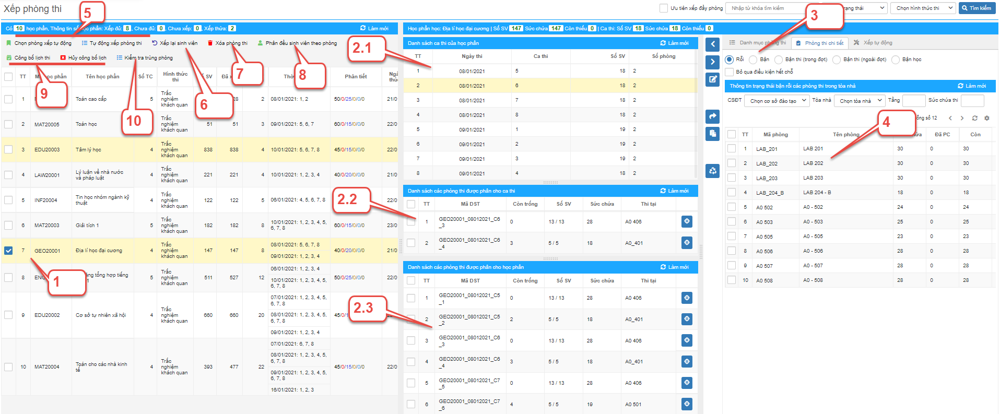 Xếp phòng thi
Ưu tiên xếp đầy phòng
Nhập từ khóa tìm kiếm
rạng thái
Chọn hình thức thi
Tìm kiếm
5
3
Có 10 học phần, Thông tin số học phần: Xếp đủ: 8, Chưa đủ: 0, Chưa xếp: 0, Xếp thừa: 2
Làm mới
Chọn phòng xếp tự động
Tự động xếp phòng thi
Xếp lại sinh viên
Xóa phòng thi
Phân đều sinh viên theo phòng
Công bố lịch thi
Hủy công bố lịch
Kiểm tra trùng phòng
9
10
6
7
8
TT học phần Tên học phần Số TC Hình thức thi SV Đã Phân tiết
1 Toán cao cấp 5 Trắc nghiệm khách quan 28 2 08/01/2021: 1, 2 50/0/25/0/0/0 21/0
2 MAT20005 Toán học Trắc nghiệm khách quan 51 51 3 09/01/2021: 5, 6, 7 60/0/15/0/0/0 22/0
3 EDU20003 Tâm lý học 4 Trắc nghiệm khách quan 838 838 4 10/01/2021: 5, 6, 7, 8 45/0/15/0/0/0 22/0
4 LAW20001 Lý luận về nhà nước và pháp luật 4 Trắc nghiệm khách quan 221 221 4 10/01/2021: 1, 2, 3, 4 40/0/20/0/0/0 21/0
5 INF20004 Tin học nhóm ngành kỹ thuật 4 Trắc nghiệm khách quan 122 122 5 06/01/2021: 4, 5, 6, 7, 8 22/0
6 MAT20003 Giải tích 1 5 Trắc nghiệm khách quan 182 182 8 10/01/2021: 1, 2, 3, 4, 5, 6, 7, 8 60/0/15/0/0/0 23/0
7 GEO20001 Địa lí học đại cương 4 Trắc nghiệm khách quan 147 147 8 08/01/2021: 5, 6, 7, 8 09/01/2021: 1, 2, 3, 4 40/0/20/0/0/0 21/0
1
8 ăng tổng hợp tiếng 1 5 Trắc nghiệm khách quan 511 527 12 06/01/2021: 1, 2, 3, 4 10/01/2021: 1, 2, 3, 4, 5, 6, 7, 8 50/0/25/0/0/0 22/0
9 EDU20002 Cơ sở tự nhiên xã hội 4 Trắc nghiệm khách quan 660 660 20 07/01/2021: 1, 2, 3, 4, 5, 6, 7, 8 08/01/2021: 1, 2, 3, 4, 5, 6, 7, 8 09/01/2021: 1, 2, 3, 4
10 MAT20004 Toán cho các nhà kinh tế 4 Trắc nghiệm khách quan 393 477 22 07/01/2021: 6, 7, 8 08/01/2021: 1, 2, 3, 4, 5, 6, 7, 8 09/01/2021: 1, 2, 3, 4, 5, 6, 7, 8 16/01/2021: 1, 2, 3 45/0/15/0/0/0 22/0
Học phần học: Địa lí học đại cương | Số SV 147 Sức chứa 147 Còn thiếu 0 | Ca thi: Số SV 18 Sức chứa 18 Còn thiếu 0
Danh sách ca thi của học phần
Làm mới
2.1
TT Ngày thi Ca thi Số SV Số phòng
1 08/01/2021 5 18 2
2 08/01/2021 6 18 2
3 08/01/2021 7 18 2
4 08/01/2021 8 18 2
5 09/01/2021 1 19 2
6 09/01/2021 2 19 2
7 09/01/2021 3 19 2
8 09/01/2021 4 18 2
Danh sách các phòng thi được phân cho ca thi
Làm mới
2.2
TT Mã DST Còn trống Số SV Sức chứa Thi tại
1 GEO20001_08012021_C6_3 0 13 / 13 28 A0 406
2 GEO20001_08012021_C6_4 3 5 / 5 18 A0_401
Danh sách các phòng thi được phân cho học phần
Làm mới
2.3
TT Mã DST Còn trống Số SV Sức chứa Thi tại
1 GEO20001_08012021_C5_1 0 13 / 13 28 A0 406
2 GEO20001_08012021_C5_2 2 5 / 5 18 A0_401
3 GEO20001_08012021_C6_3 0 13 / 13 28 A0 406
4 GEO20001_08012021_C6_4 3 5 / 5 18 A0_401
5 GEO20001_08012021_C7_5 0 13 / 13 28 A0 406
6 GEO20001_08012021_C7_6 4 5 / 5 19 A0 501
Danh mục phòng thi
Phòng thi chi tiết
Xếp tự động
Rỗi
Bận
Bận thi (trong đợt)
Bận thi (ngoài đợt)
Bận học
Bỏ qua điều kiện hết chỗ
Thông tin trạng thái bận rỗi các phòng thi trong tòa nhà
Làm mới
CSĐT Chọn cơ sở đào tạo Tòa nhà Chọn tòa nhà Tầng Sức chứa thi
4
ổng số 12
TT Mã phòng Tên phòng ứa Đã PC Còn
1 LAB_201 LAB 201 30 0 30
2 LAB_202 LAB 202 30 0 30
3 LAB_203 LAB 203 30 0 30
4 LAB_204_B LAB 204 - B 18 0 18
5 A0 502 A0 - 502 24 0 24
6 A0 503 A0 - 503 25 0 25
7 A0 505 A0 - 505 23 0 23
8 A0 506 A0 - 506 28 0 28
9 A0 507 A0 - 507 28 0 28
10 A0 508 A0 - 508 28 0 28